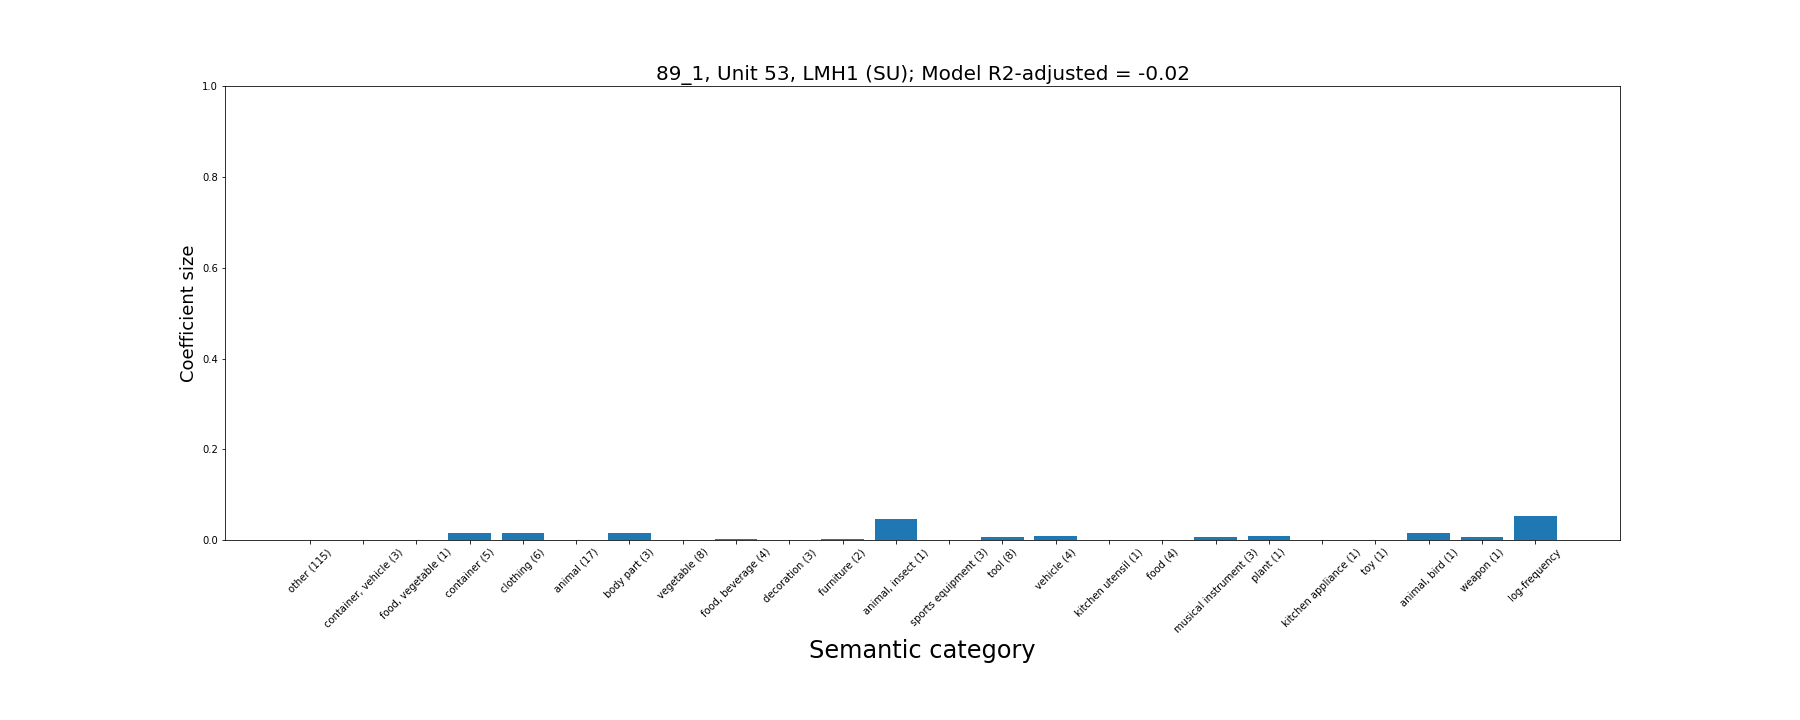 89_1, Unit 53, LMH1 (SU); Model R2-adjusted = -0.02
1.0
0.8
0.6
0.4
0.2
0.0
Coefficient size
other (115)
container, vehicle (3)
food, vegetable (1)
container (5)
clothing (6)
animal (17)
body part (3)
vegetable (8)
food, beverage (4)
decoration (3)
furniture (2)
animal, insect (1)
sports equipment (3)
tool (8)
vehicle (4)
kitchen utensil (1)
food (4)
musical instrument (3)
plant (1)
kitchen appliance (1)
toy (1)
animal, bird (1)
weapon (1)
log-frequency
Semantic category